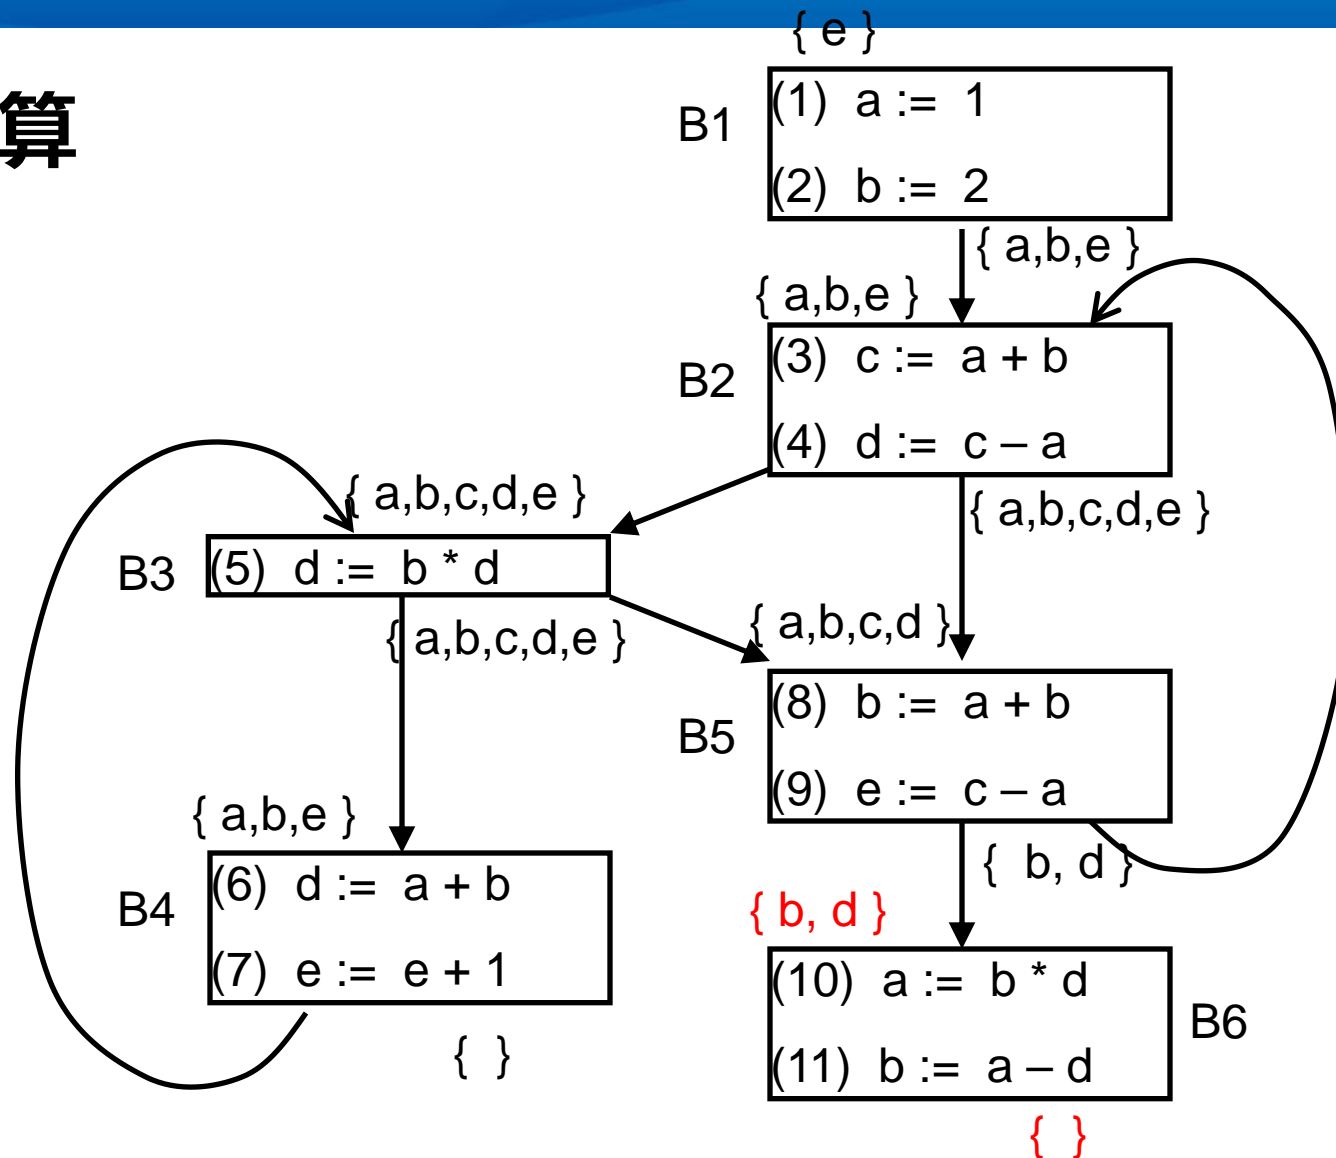 算
{ e }
B1
(1) a := 1
(2) b := 2
{ a,b,e }
{ a,b,e }
B2
(3) c := a + b
(4) d := c – a
{ a,b,c,d,e }
{ a,b,c,d,e }
B3
(5) d := b * d
{ a,b,c,d,e }
{ a,b,c,d }
B5
(8) b := a + b
(9) e := c – a
{ a,b,e }
B4
(6) d := a + b
(7) e := e + 1
{ }
{ b, d }
{ b, d }
(10) a := b * d
(11) b := a – d
B6
{ }